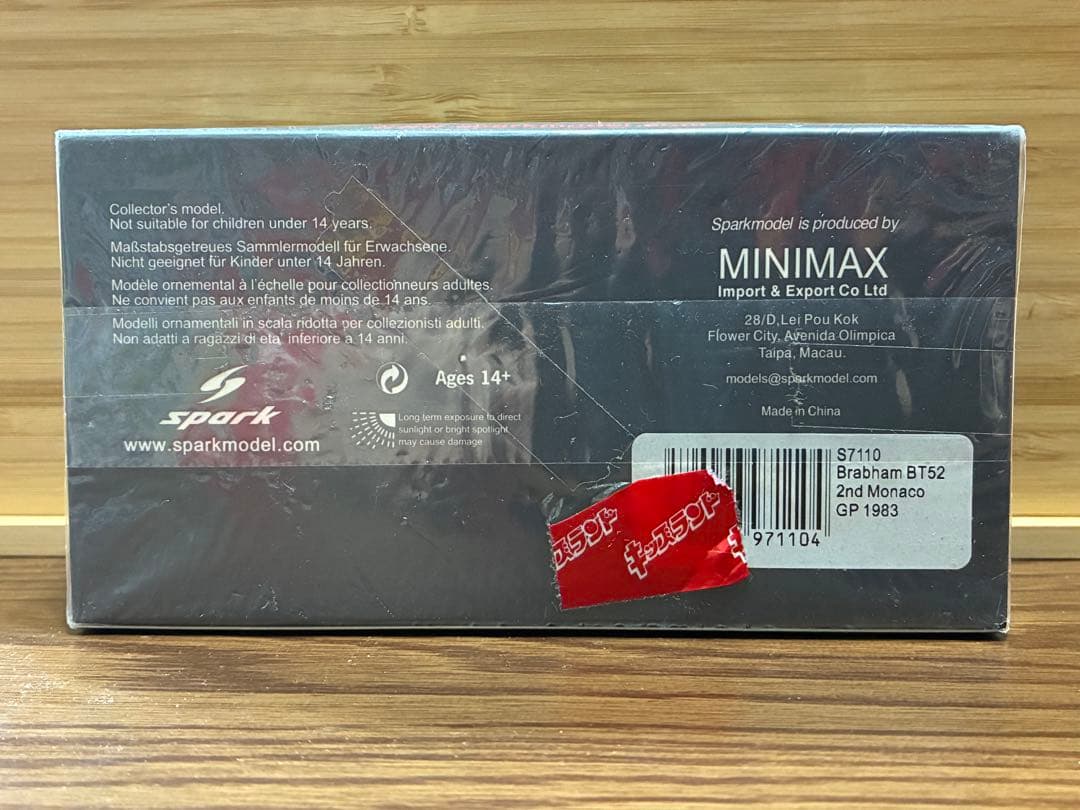 Collector's model.
Not suitable for children under 14 years.
Maßstabsgetreues Sammlermodell für Erwachsene.
Nicht geeignet für Kinder unter 14 Jahren.
Modèle ornemental à l'échelle pour collectionneurs adultes.
Ne convient pas aux enfants de moins de 14 ans.
Modelli ornamentali in scala ridotta per collezionisti adulti.
Non adatti a ragazzi di eta' inferiore a 14 anni.
spark
www.sparkmodel.com
Ages 14+
Long term exposure to direct
sunlight or bright spotlight
may cause damage
Sparkmodel is produced by
MINIMAX
Import & Export Co Ltd
28/D, Lei Pou Kok
Flower City, Avenida Olimpica
Taipa, Macau.
models@sparkmodel.com
Made in China
S7110
Brabham BT52
2nd Monaco
GP 1983
971104
ズランド
キッズランド
キ